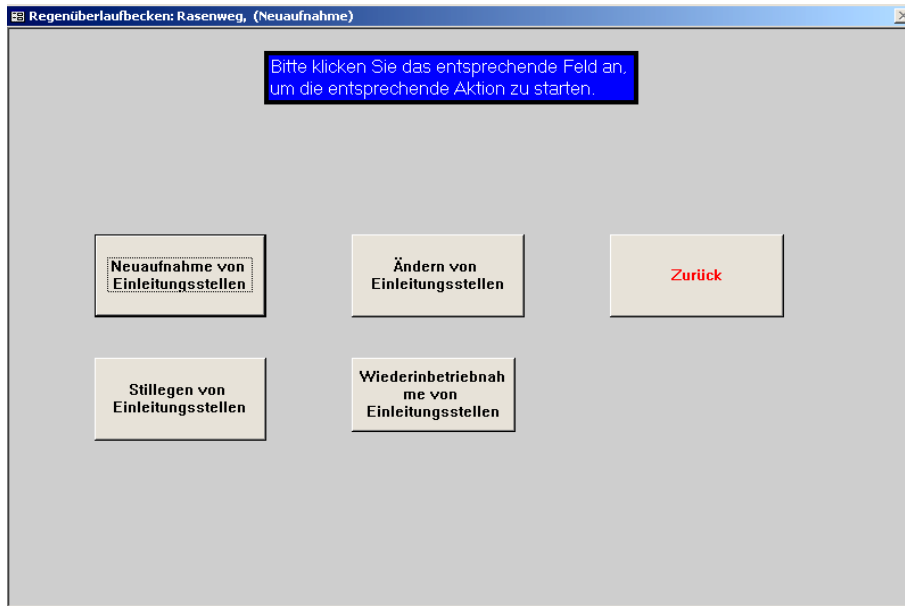 Regenüberlaufbecken: Rasenweg, (Neuaufnahme)
Bitte klicken Sie das entsprechende Feld an,
um die entsprechende Aktion zu starten.
Neuaufnahme von
Einleitungsstellen
Ändern von
Einleitungsstellen
Zurück
Stillegen von
Einleitungsstellen
Wiederinbetriebnah
me von
Einleitungsstellen